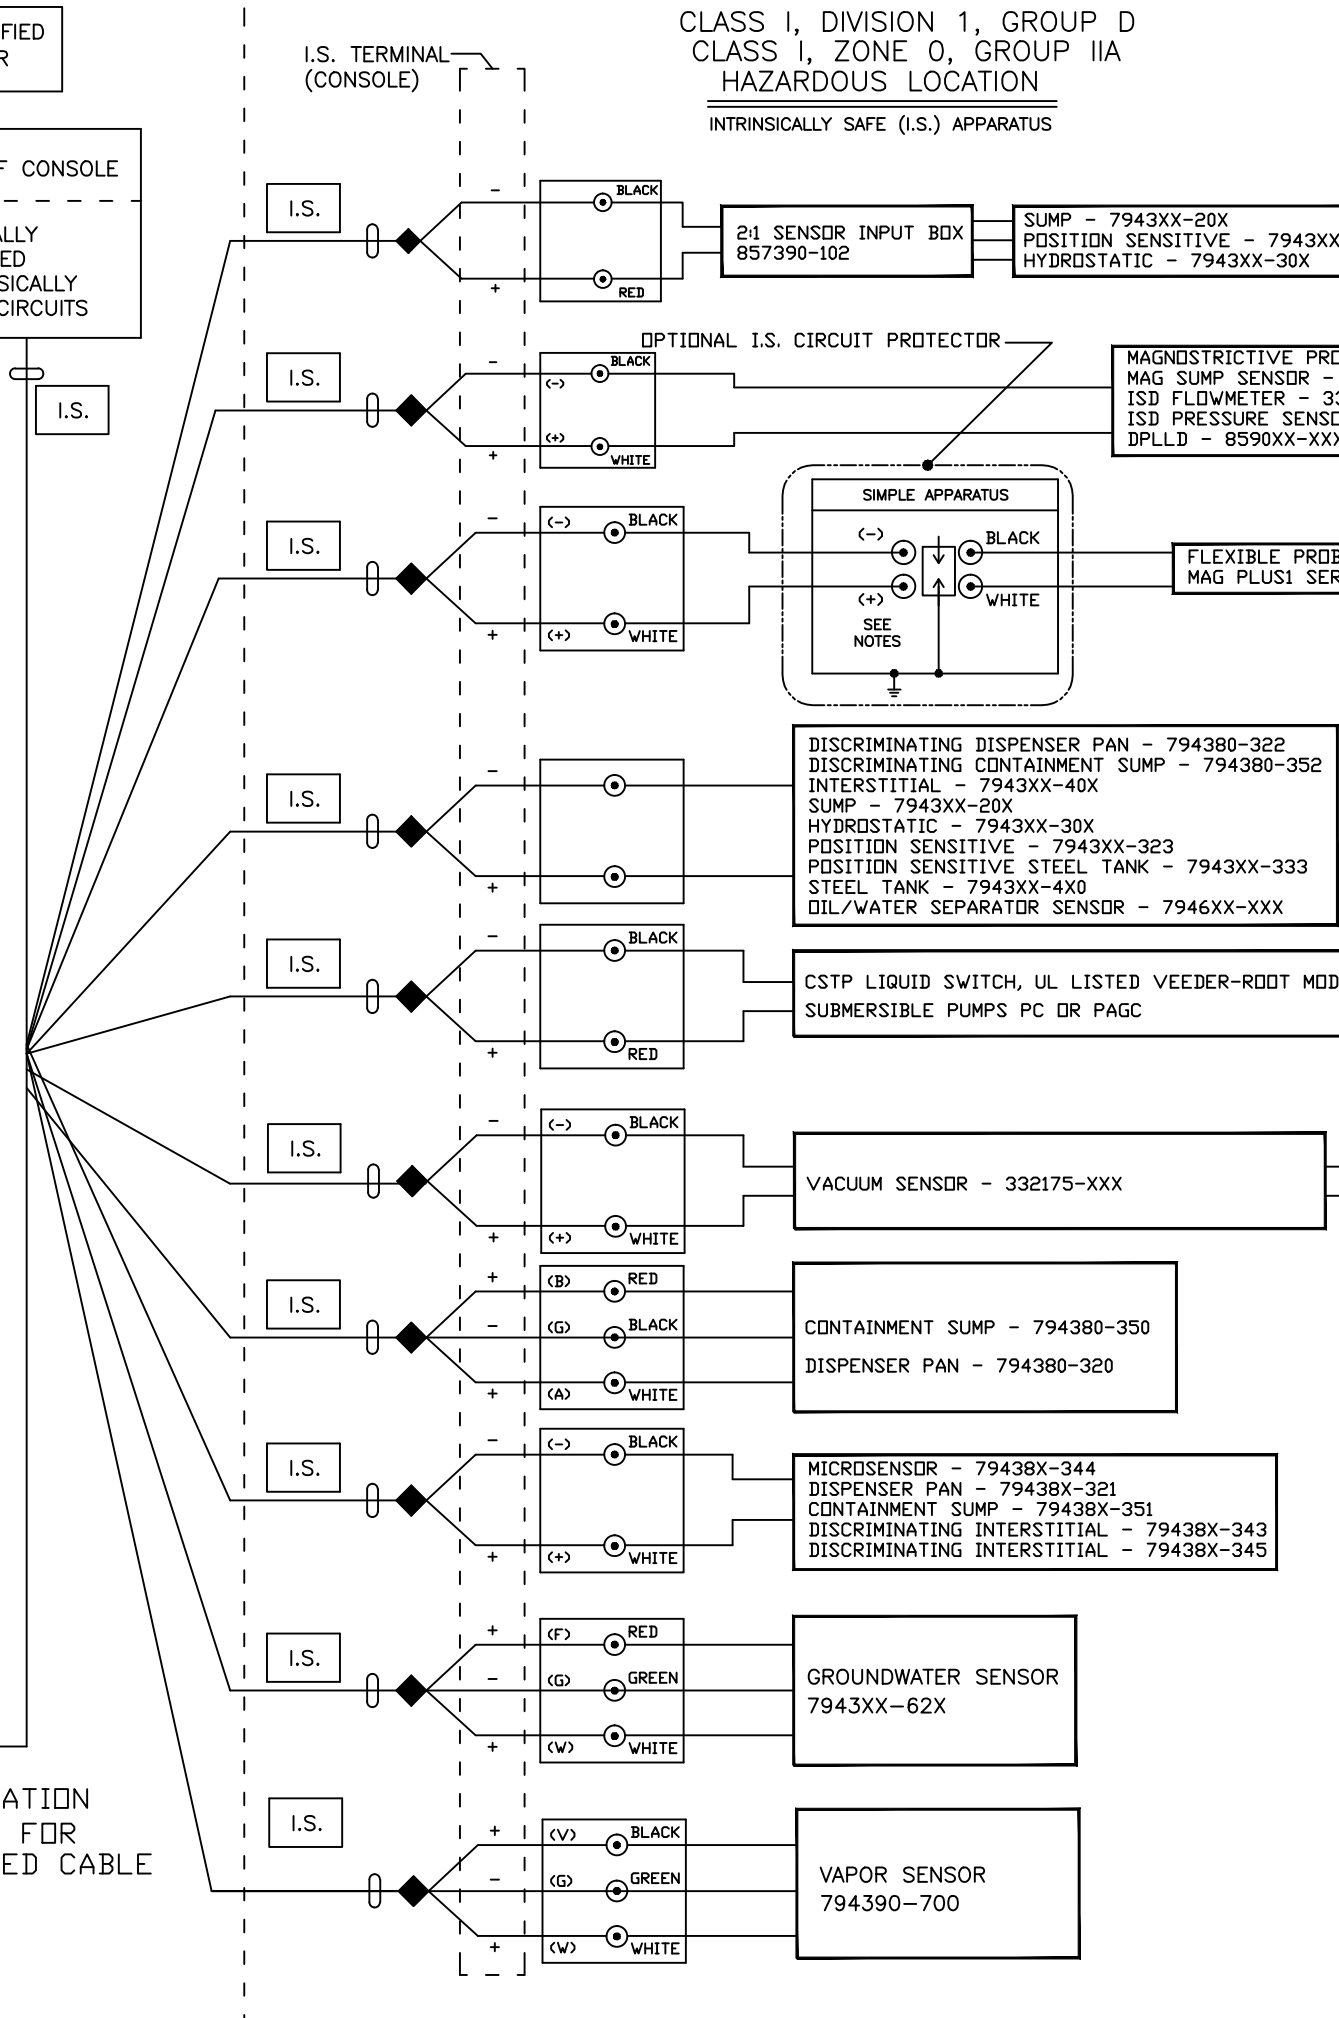 CLASS I, DIVISION 1, GROUP D
CLASS I, ZONE 0, GROUP IIA
HAZARDOUS LOCATION
INTRINSICALLY SAFE (I.S.) APPARATUS
I.S. TERMINAL
(CONSOLE)
FIED
R
F CONSOLE
ALLY
ED
SICALLY
CIRCUITS
I.S.
I.S.
-
+
BLACK
RED
2:1 SENSOR INPUT BOX
857390-102
SUMP - 7943XX-20X
POSITION SENSITIVE - 7943XX
HYDROSTATIC - 7943XX-30X
OPTIONAL I.S. CIRCUIT PROTECTOR
I.S.
-
+
(-)
(+)
BLACK
WHITE
MAGNOSTRICTIVE PRO
MAG SUMP SENSOR -
ISD FLOWMETER - 33
ISD PRESSURE SENSO
DPLLD - 8590XX-XXX
I.S.
-
+
(-)
(+)
BLACK
WHITE
SIMPLE APPARATUS
(-)
(+)
BLACK
WHITE
SEE
NOTES
FLEXIBLE PROB
MAG PLUS1 SER
I.S.
-
+
DISCRIMINATING DISPENSER PAN - 794380-322
DISCRIMINATING CONTAINMENT SUMP - 794380-352
INTERSTITIAL - 7943XX-40X
SUMP - 7943XX-20X
HYDROSTATIC - 7943XX-30X
POSITION SENSITIVE - 7943XX-323
POSITION SENSITIVE STEEL TANK - 7943XX-333
STEEL TANK - 7943XX-4X0
OIL/WATER SEPARATOR SENSOR - 7946XX-XXX
I.S.
-
+
BLACK
RED
CSTP LIQUID SWITCH, UL LISTED VEEDER-ROOT MOD
SUBMERSIBLE PUMPS PC OR PAGC
I.S.
-
+
(-)
(+)
BLACK
WHITE
VACUUM SENSOR - 332175-XXX
I.S.
+
-
+
(B)
(G)
(A)
RED
BLACK
WHITE
CONTAINMENT SUMP - 794380-350
DISPENSER PAN - 794380-320
I.S.
-
+
(-)
(+)
BLACK
WHITE
MICROSENSOR - 79438X-344
DISPENSER PAN - 79438X-321
CONTAINMENT SUMP - 79438X-351
DISCRIMINATING INTERSTITIAL - 79438X-343
DISCRIMINATING INTERSTITIAL - 79438X-345
I.S.
+
-
+
(F)
(G)
(W)
RED
GREEN
WHITE
GROUNDWATER SENSOR
7943XX-62X
I.S.
+
-
+
(V)
(G)
(W)
BLACK
GREEN
WHITE
VAPOR SENSOR
794390-700
ATION
FOR
ED CABLE